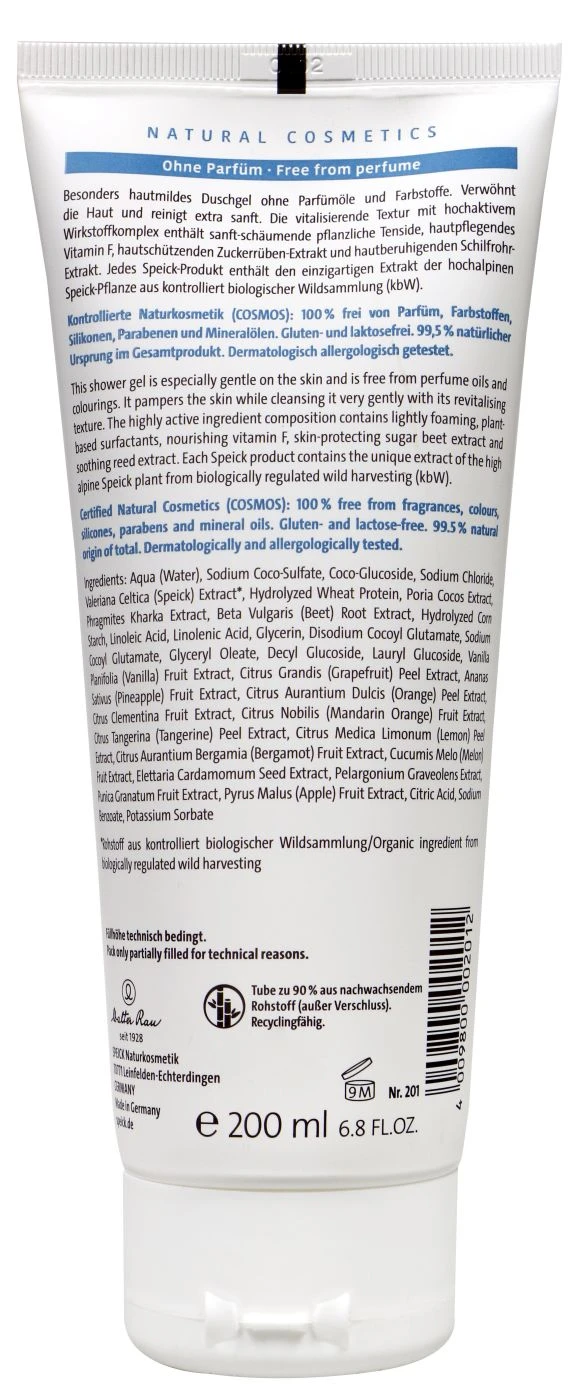 NATURAL COSMETICS
Ohne Parfüm · Free from perfume
Besonders hautmildes Duschgel ohne Parfümöle und Farbstoffe. Verwöhnt
die Haut und reinigt extra sanft. Die vitalisierende Textur mit hochaktivem
Wirkstoffkomplex enthält sanft-schäumende pflanzliche Tenside, hautpflegendes
Vitamin F, hautschützenden Zuckerrüben-Extrakt und hautberuhigenden Schilfrohr-
Extrakt. Jedes Speick-Produkt enthält den einzigartigen Extrakt der hochalpinen
Speick-Pflanze aus kontrolliert biologischer Wildsammlung (kbW).
Kontrollierte Naturkosmetik (COSMOS): 100% frei von Parfüm, Farbstoffen,
Silikonen, Parabenen und Mineralölen. Gluten- und laktosefrei. 99,5% natürlicher
Ursprung im Gesamtprodukt. Dermatologisch allergologisch getestet.
This shower gel is especially gentle on the skin and is free from perfume oils and
colourings. It pampers the skin while cleansing it very gently with its revitalising
texture. The highly active ingredient composition contains lightly foaming, plant-
based surfactants, nourishing vitamin F, skin-protecting sugar beet extract and
soothing reed extract. Each Speick product contains the unique extract of the high
alpine Speick plant from biologically regulated wild harvesting (kbW).
Certified Natural Cosmetics (COSMOS): 100% free from fragrances, colours,
silicones, parabens and mineral oils. Gluten- and lactose-free. 99.5% natural
origin of total. Dermatologically and allergologically tested.
Ingredients: Aqua (Water), Sodium Coco-Sulfate, Coco-Glucoside, Sodium Chloride,
Valeriana Celtica (Speick) Extract*, Hydrolyzed Wheat Protein, Poria Cocos Extract,
Phragmites Kharka Extract, Beta Vulgaris (Beet) Root Extract, Hydrolyzed Corn
Starch, Linoleic Acid, Linolenic Acid, Glycerin, Disodium Cocoyl Glutamate, Sodium
Cocoyl Glutamate, Glyceryl Oleate, Decyl Glucoside, Lauryl Glucoside, Vanilla
Planifolia (Vanilla) Fruit Extract, Citrus Grandis (Grapefruit) Peel Extract, Ananas
Sativus (Pineapple) Fruit Extract, Citrus Aurantium Dulcis (Orange) Peel Extract,
Citrus Clementina Fruit Extract, Citrus Nobilis (Mandarin Orange) Fruit Extract,
Citrus Tangerina (Tangerine) Peel Extract, Citrus Medica Limonum (Lemon) Peel
Extract, Citrus Aurantium Bergamia (Bergamot) Fruit Extract, Cucumis Melo (Melon)
Fruit Extract, Elettaria Cardamomum Seed Extract, Pelargonium Graveolens Extract,
Punica Granatum Fruit Extract, Pyrus Malus (Apple) Fruit Extract, Citric Acid, Sodium
Benzoate, Potassium Sorbate
*Rohstoff aus kontrolliert biologischer Wildsammlung/Organic ingredient from
biologically regulated wild harvesting
Füllhöhe technisch bedingt.
Pack only partially filled for technical reasons.
Walter Rau
seit 1928
SPEICK Naturkosmetik
70771 Leinfelden-Echterdingen
GERMANY
Made in Germany
speick.de
Tube zu 90% aus nachwachsendem
Rohstoff (außer Verschluss).
Recyclingfähig.
9M
Nr. 201
4 009800 002012
e 200 ml 6.8 FL.OZ.